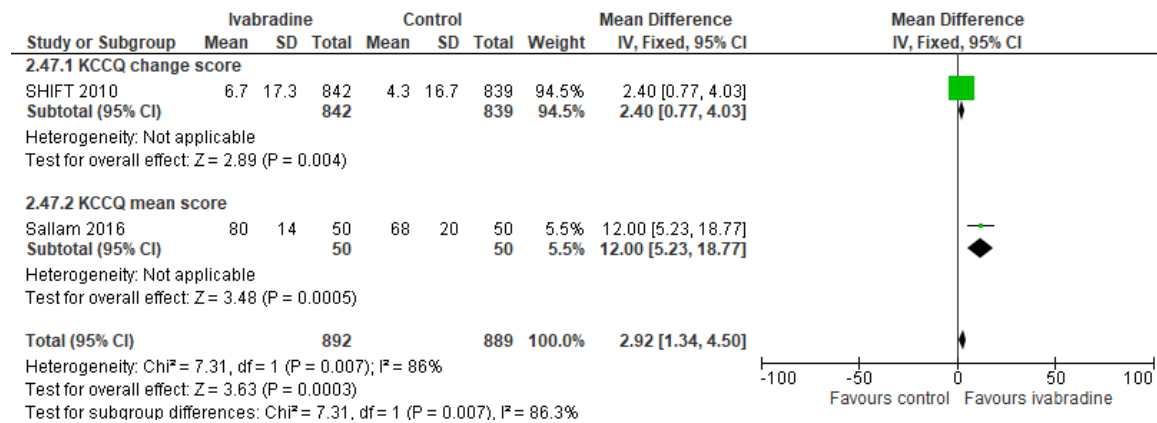 Ivabradine Control Mean Difference Mean Difference
Study or Subgroup Mean SD Total Mean SD Total Weight IV, Fixed, 95% CI IV, Fixed, 95% CI
2.47.1 KCCQ change score
SHIFT 2010 6.7 17.3 842 4.3 16.7 839 94.5% 2.40 [0.77, 4.03]
Subtotal (95% CI) 842 839 94.5% 2.40 [0.77, 4.03]
Heterogeneity: Not applicable
Test for overall effect: Z = 2.89 (P = 0.004)
2.47.2 KCCQ mean score
Sallam 2016 80 14 50 68 20 50 5.5% 12.00 [5.23, 18.77]
Subtotal (95% CI) 50 50 5.5% 12.00 [5.23, 18.77]
Heterogeneity: Not applicable
Test for overall effect: Z = 3.48 (P = 0.0005)
Total (95% CI) 892 889 100.0% 2.92 [1.34, 4.50]
Heterogeneity: Chi² = 7.31, df = 1 (P = 0.007); I² = 86%
Test for overall effect: Z = 3.63 (P = 0.0003)
Test for subgroup differences: Chi² = 7.31, df = 1 (P = 0.007), I² = 86.3%
-100 -50 0 50 100
Favours control Favours ivabradine